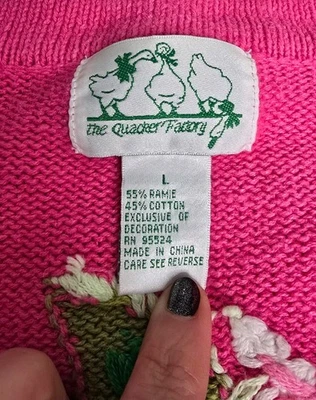 the Quacker Factory
L
55% RAMIE
45% COTTON
EXCLUSIVE OF
DECORATION
RN 95524
MADE IN CHINA
CARE SEE REVERSE